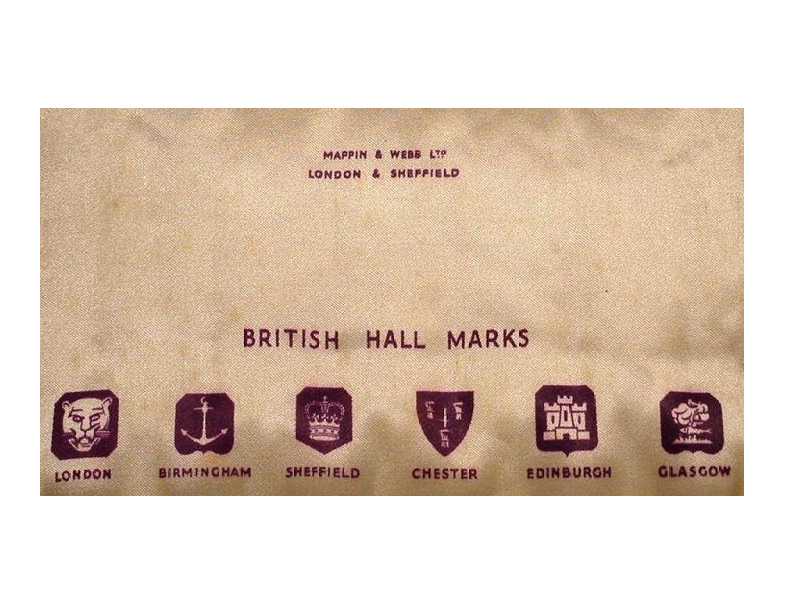 MAPPIN & WEBB LTD
LONDON & SHEFFIELD
BRITISH HALL MARKS
LONDON BIRMINGHAM SHEFFIELD CHESTER EDINBURGH GLASGOW